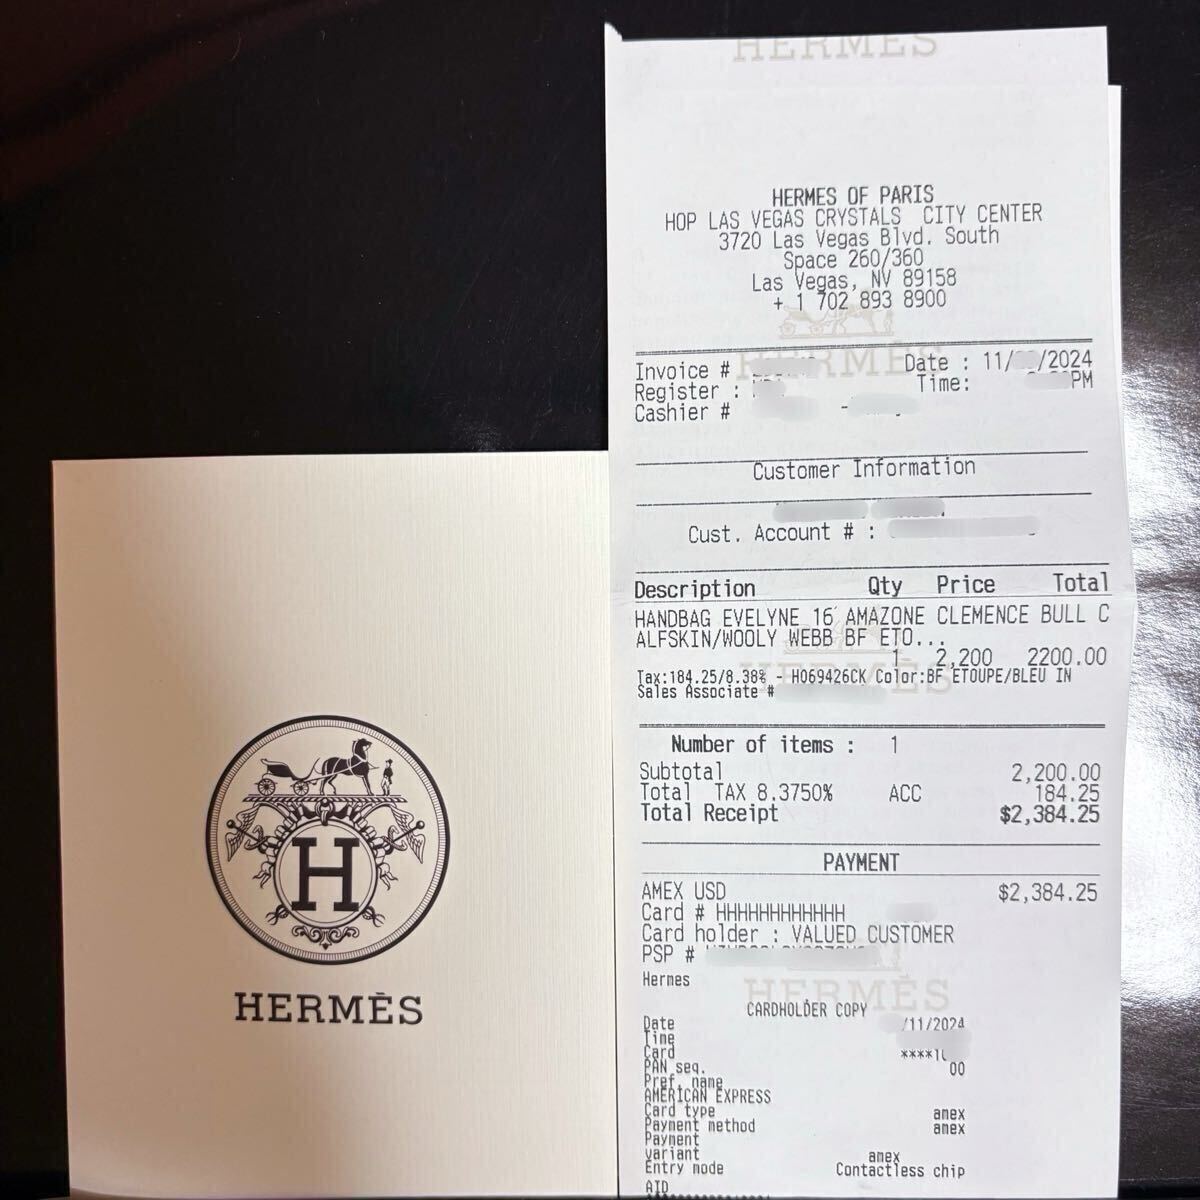 HERMÈS
HERMES OF PARIS
HOP LAS VEGAS CRYSTALS CITY CENTER
3720 Las Vegas Blvd. South
Space 260/360
Las Vegas, NV 89158
+ 1 702 893 8900
HERMÈS
Invoice # Date : 11/ /2024
Register : Time: PM
Cashier # -
Customer Information
Cust. Account # :
Description Qty Price Total
HANDBAG EVELYNE 16 AMAZONE CLEMENCE BULL C
ALFSKIN/WOOLY WEBB BF ETO...
1 2,200 2200.00
Tax:184.25/8.38% - H069426CK Color:BF ETOUPE/BLEU IN
Sales Associate #
Number of items : 1
Subtotal 2,200.00
Total TAX 8.3750% ACC 184.25
Total Receipt $2,384.25
PAYMENT
AMEX USD $2,384.25
Card # HHHHHHHHHHHH
Card holder : VALUED CUSTOMER
PSP #
Hermes
HERMÈS
CARDHOLDER COPY
Date /11/2024
Time
Card ****1
PAN seq. 00
Pref. name
AMERICAN EXPRESS
Card type amex
Payment method amex
Payment
variant amex
Entry mode Contactless chip
AID
H
HERMÈS